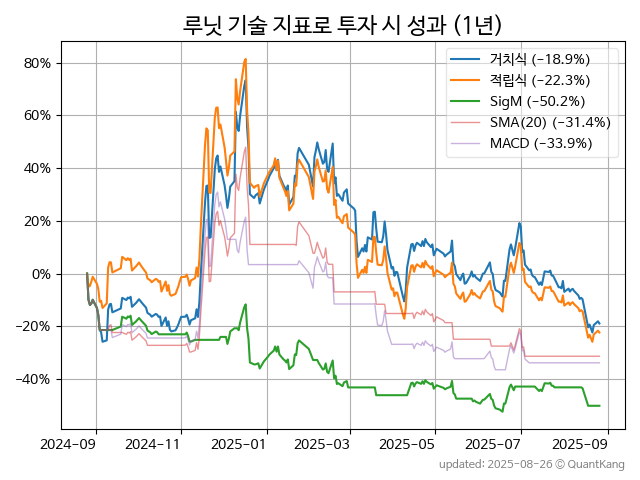 루닛 기술 지표로 투자 시 성과 (1년)
거치식 (-18.9%)
적립식 (-22.3%)
SigM (-50.2%)
SMA(20) (-31.4%)
MACD (-33.9%)
80%
60%
40%
20%
0%
-20%
-40%
2024-09
2024-11
2025-01
2025-03
2025-05
2025-07
2025-09
updated: 2025-08-26 © QuantKang